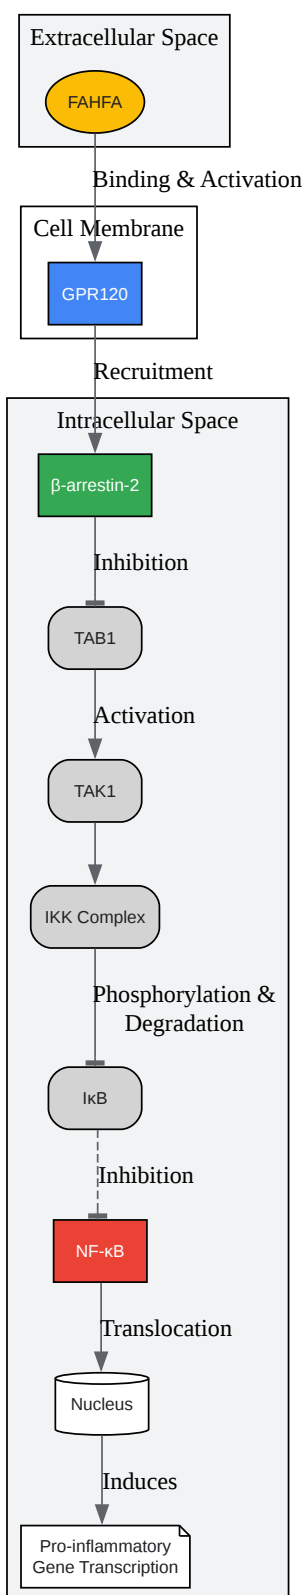 Extracellular Space
FAHFA
Binding & Activation
Cell Membrane
GPR120
Recruitment
Intracellular Space
β-arrestin-2
Inhibition
TAB1
Activation
TAK1
IKK Complex
Phosphorylation &
Degradation
IκB
Inhibition
NF-κB
Translocation
Nucleus
Induces
Pro-inflammatory
Gene Transcription